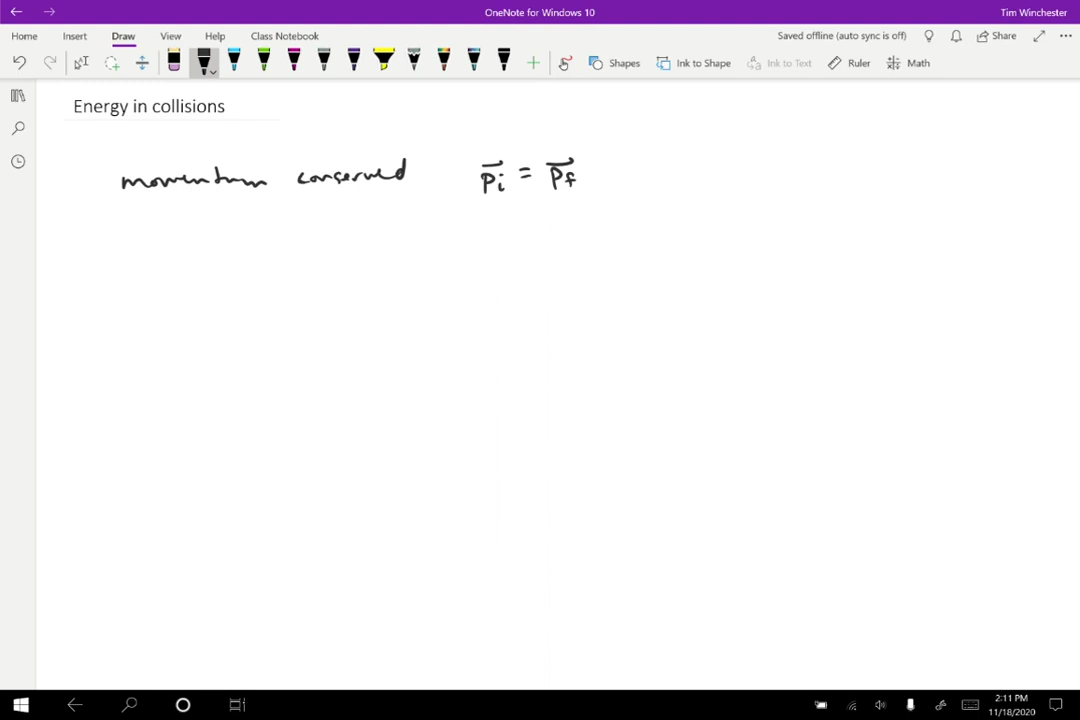 OneNote for Windows 10
Tim Winchester
Home Insert Draw View Help Class Notebook
Saved offline (auto sync is off) Share
Shapes Ink to Shape Ink to Text Ruler Math
Energy in collisions
momentum conserved p⃗i = p⃗f
2:11 PM
11/18/2020